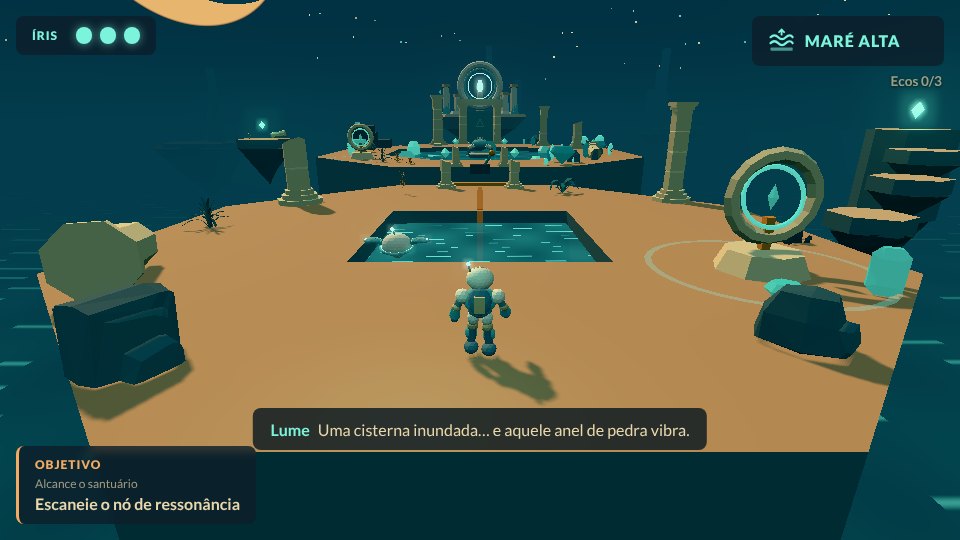 ÍRIS
MARÉ ALTA
Ecos 0/3
Lume Uma cisterna inundada... e aquele anel de pedra vibra.
OBJETIVO
Alcance o santuário
Escaneie o nó de ressonância